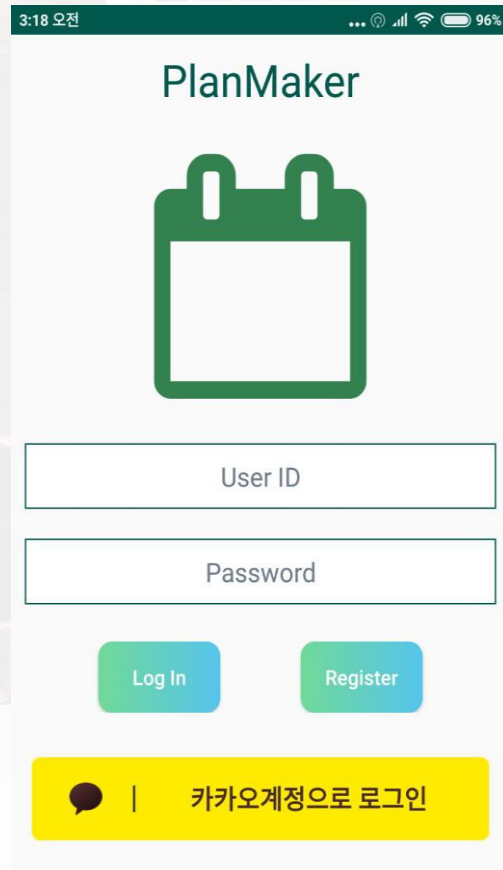 3:18 오전 ... 96%
PlanMaker
User ID
Password
Log In Register
| 카카오계정으로 로그인